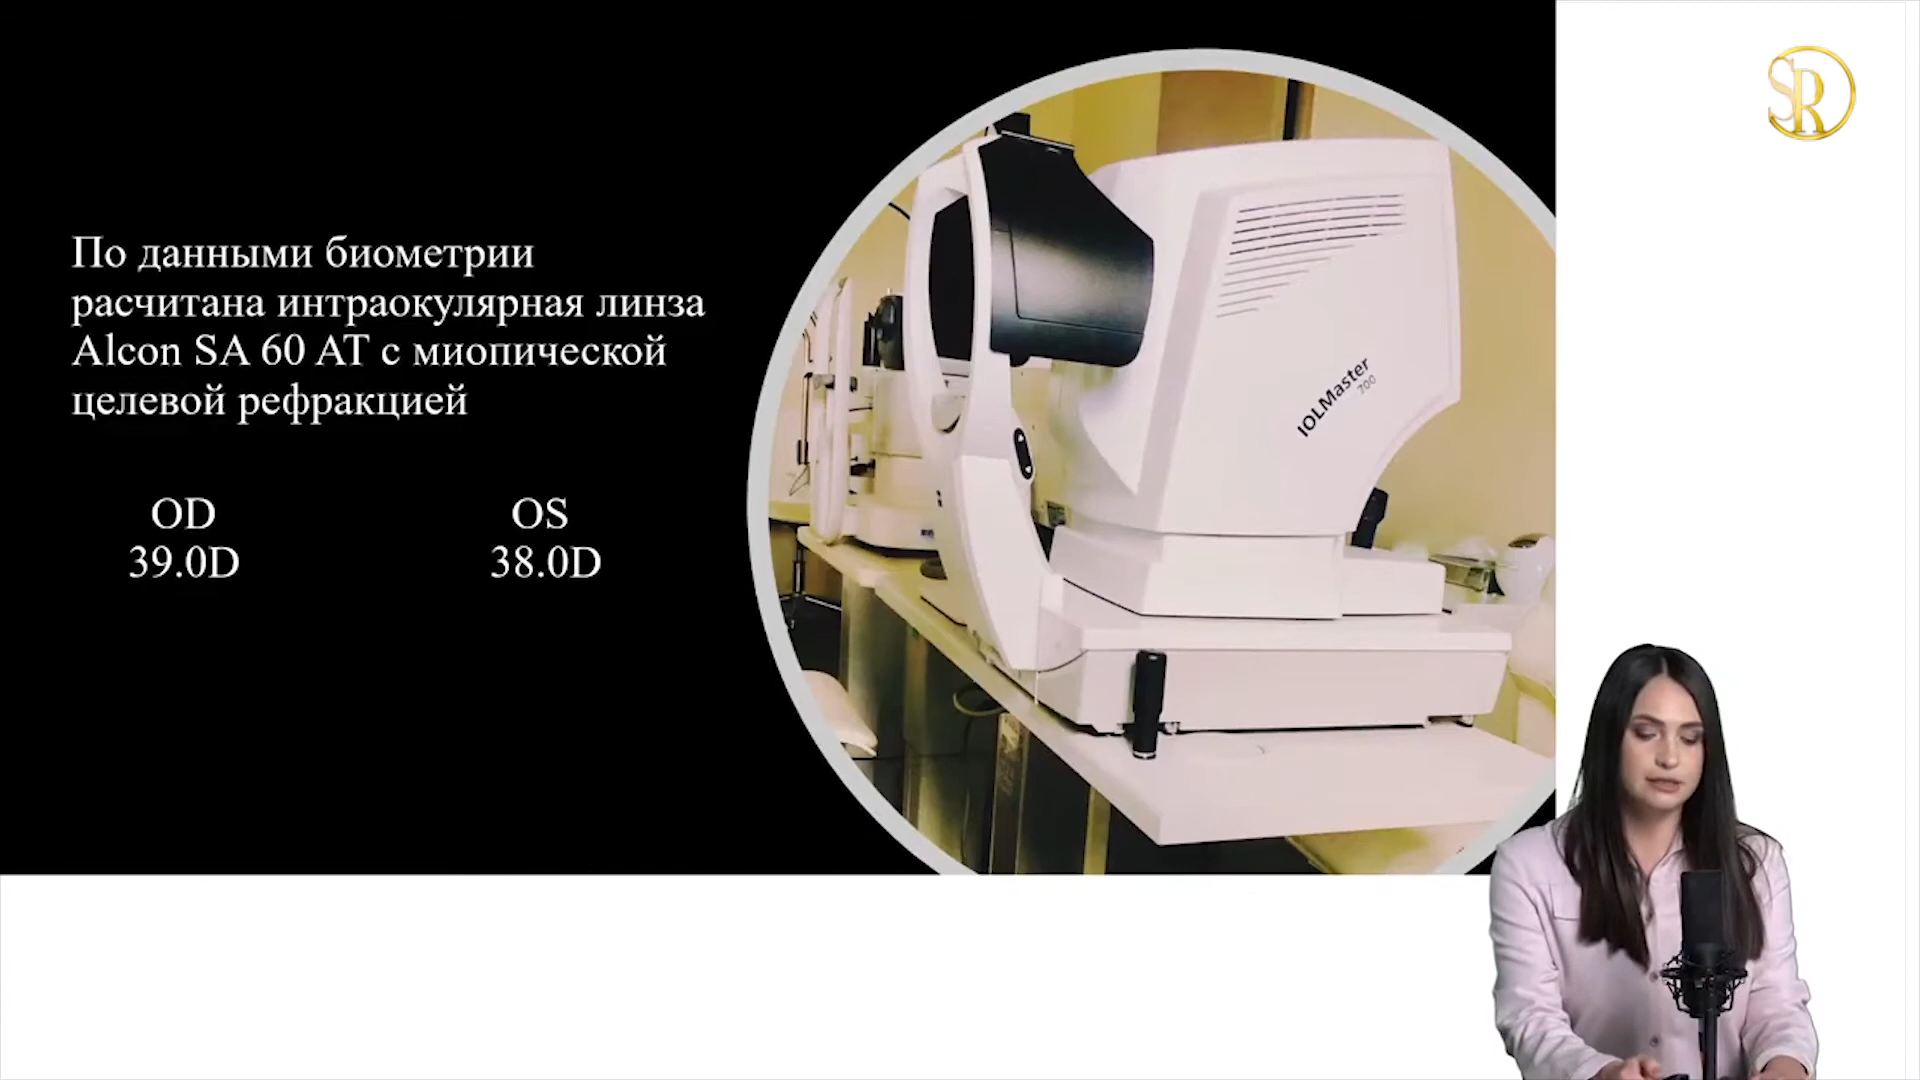 По данными биометрии
расчитана интраокулярная линза
Alcon SA 60 AT с миопической
целевой рефракцией
OD OS
39.0D 38.0D
IOLMaster
700
SR